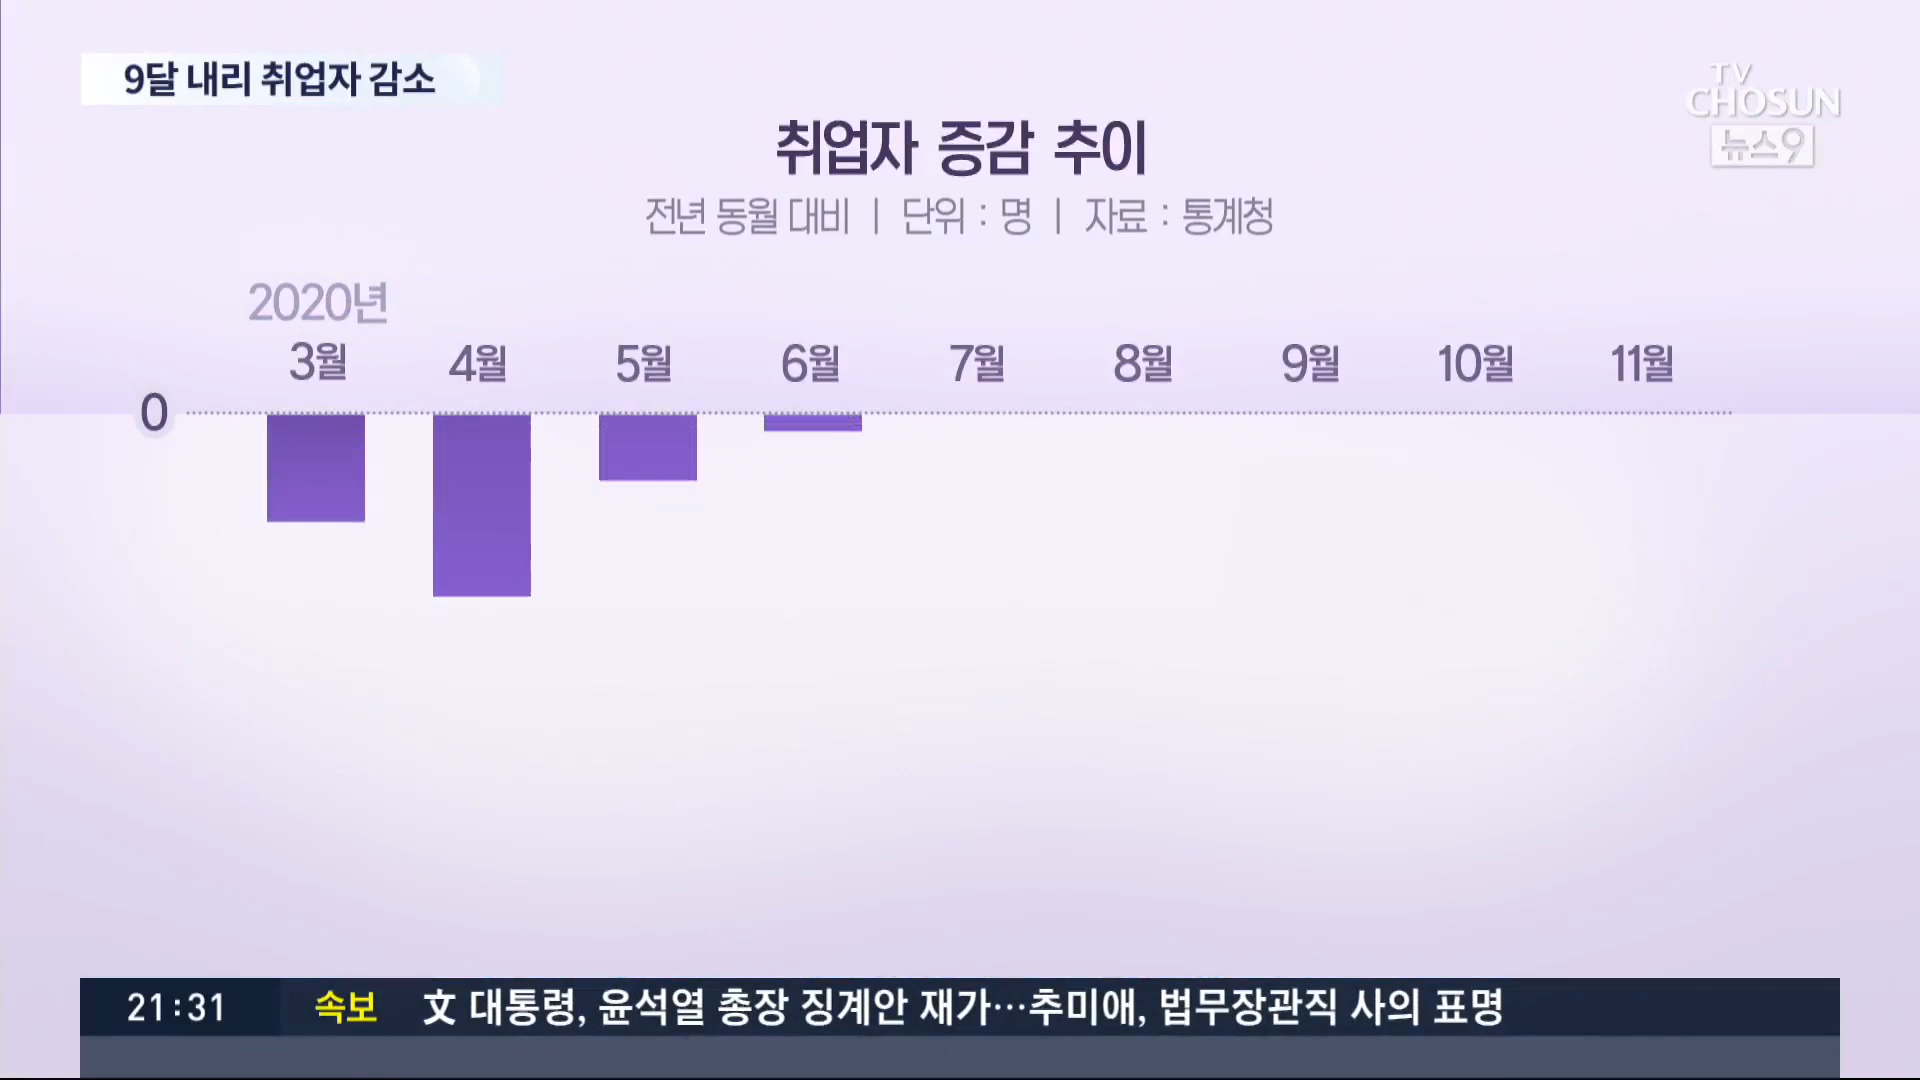 9달 내리 취업자 감소
TV
CHOSUN
뉴스9
취업자 증감 추이
전년 동월 대비 | 단위 : 명 | 자료 : 통계청
2020년
3월 4월 5월 6월 7월 8월 9월 10월 11월
0
21:31 속보 文 대통령, 윤석열 총장 징계안 재가…추미애, 법무장관직 사의 표명